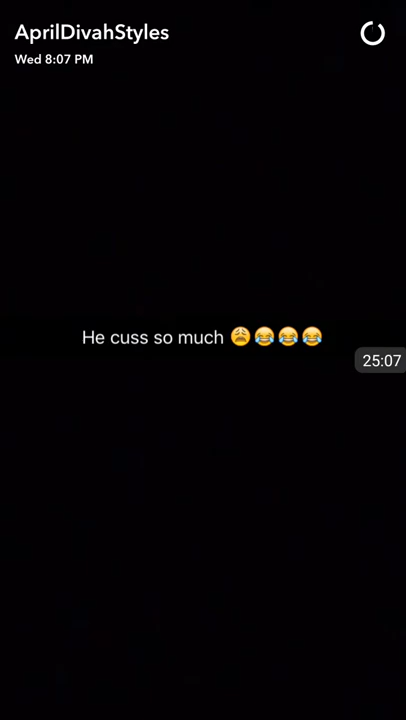 AprilDivahStyles
Wed 8:07 PM
He cuss so much 😩😂😂😂
25:07